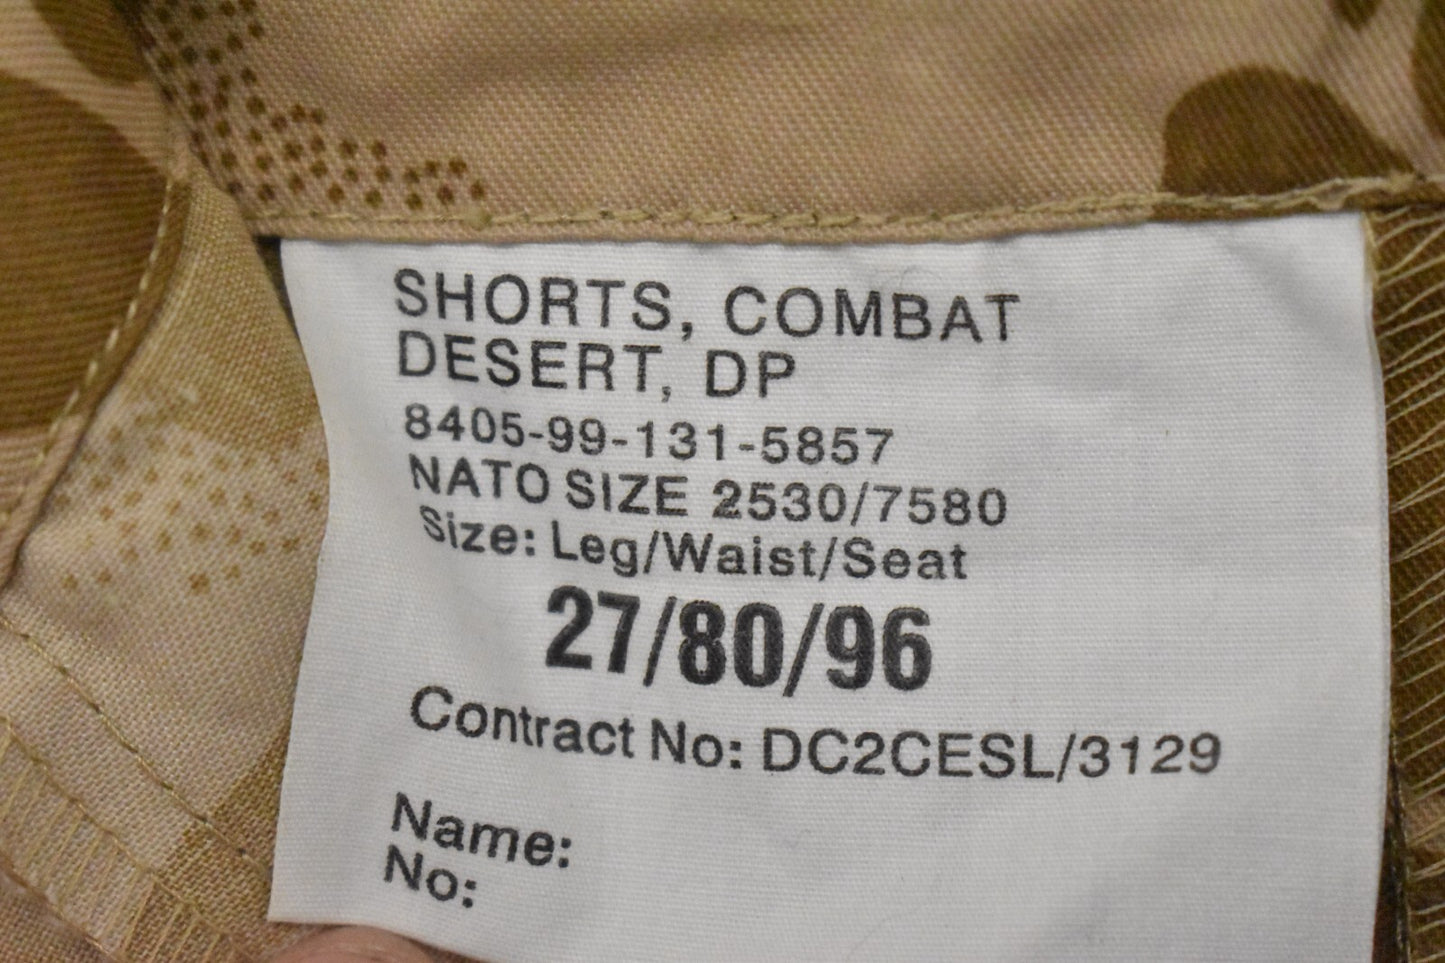 SHORTS, COMBAT
DESERT, DP
8405-99-131-5857
NATO SIZE 2530/7580
Size: Leg/Waist/Seat
27/80/96
Contract No: DC2CESL/3129
Name:
No: